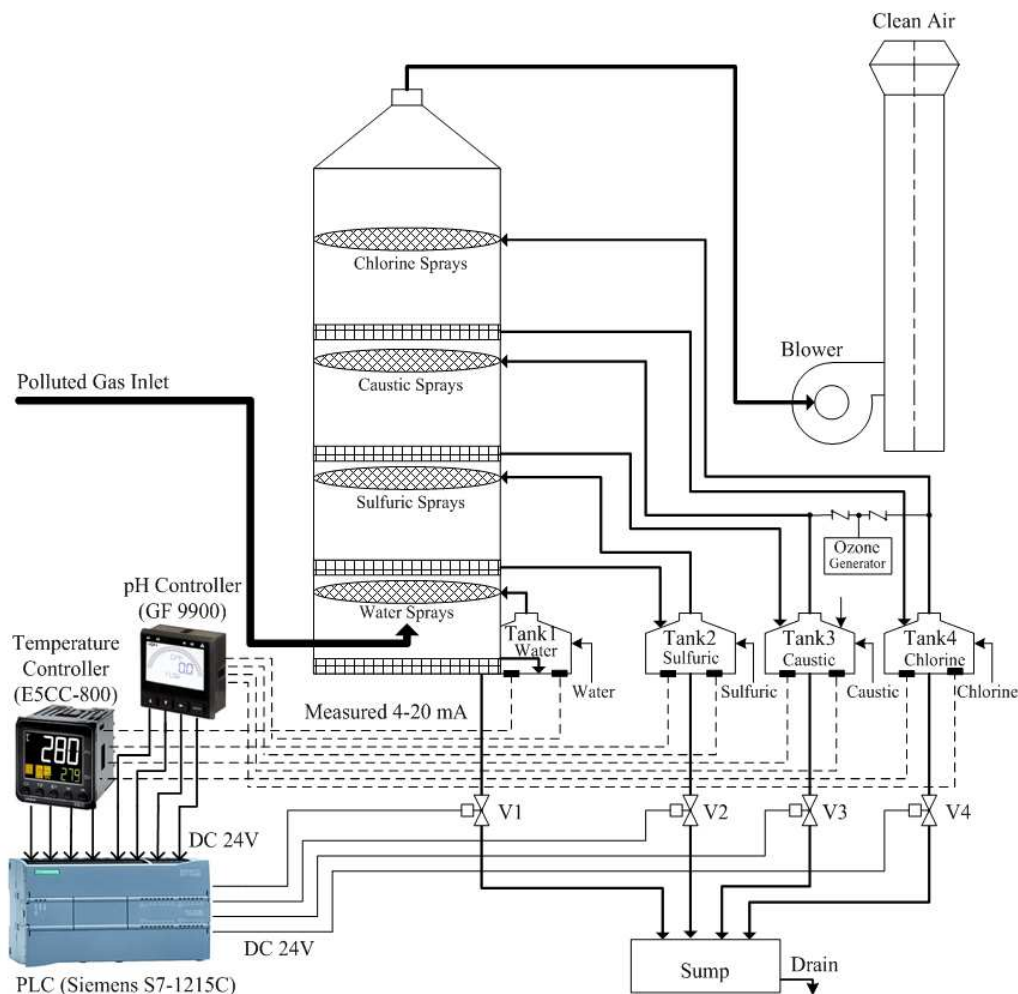 Clean Air
Chlorine Sprays
Blower
Caustic Sprays
Polluted Gas Inlet
Sulfuric Sprays
Ozone
Generator
pH Controller
(GF 9900)
Water Sprays
Temperature
Controller
(E5CC-800)
Tank1
Water
Tank2
Sulfuric
Tank3
Caustic
Tank4
Chlorine
Water
Sulfuric
Caustic
Chlorine
Measured 4-20 mA
0.0
280
279
V1
V2
V3
V4
DC 24V
DC 24V
Sump
Drain
PLC (Siemens S7-1215C)